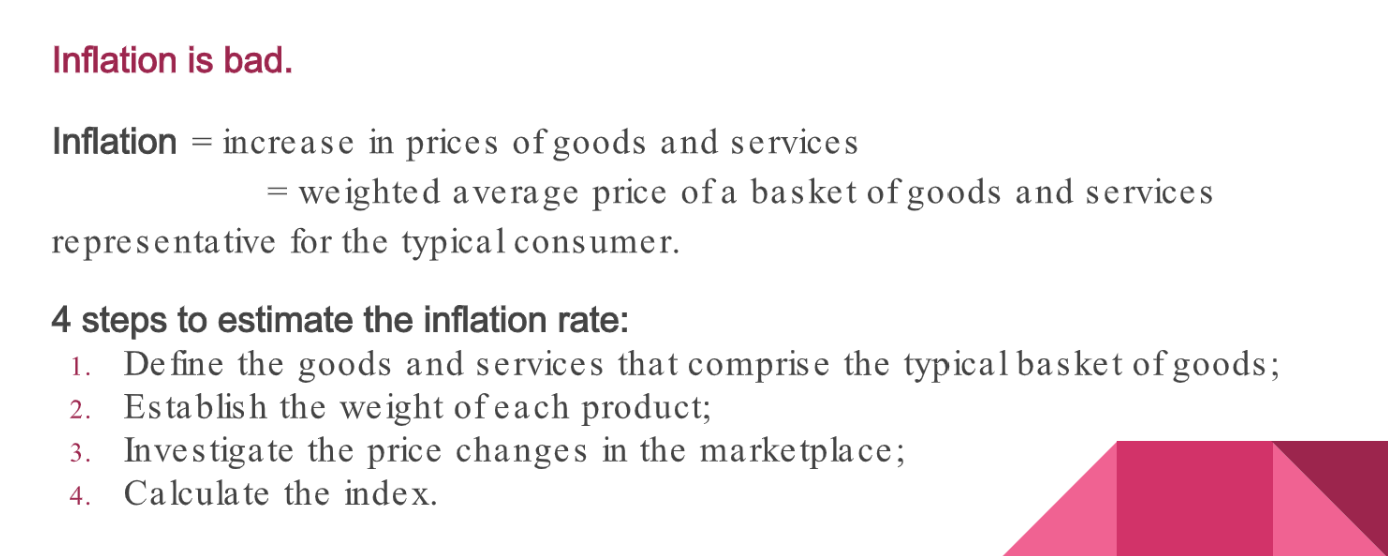 Inflation is bad.
Inflation = increase in prices of goods and services
= weighted average price of a basket of goods and services
representative for the typical consumer.
4 steps to estimate the inflation rate:
1. Define the goods and services that comprise the typical basket of goods;
2. Establish the weight of each product;
3. Investigate the price changes in the marketplace;
4. Calculate the index.